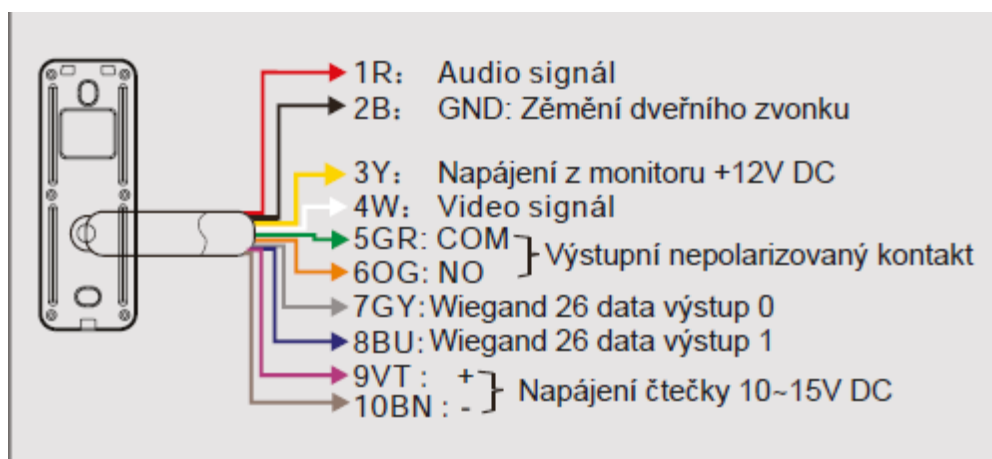 1R: Audio signál
2B: GND: Zěmění dveřního zvonku
3Y: Napájení z monitoru +12V DC
4W: Video signál
5GR: COM
6OG: NO
Výstupní nepolarizovaný kontakt
7GY: Wiegand 26 data výstup 0
8BU: Wiegand 26 data výstup 1
9VT : +
10BN : -
Napájení čtečky 10~15V DC